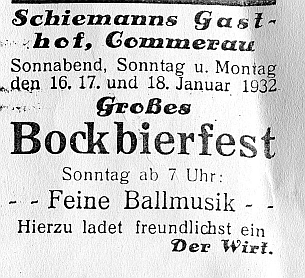 Schiemanns Gast-
hof, Commerau
Sonnabend, Sonntag u. Montag
den 16. 17. und 18. Januar 1932
Großes
Bockbierfest
Sonntag ab 7 Uhr:
- - Feine Ballmusik - -
Hierzu ladet freundlichst ein
Der Wirt.